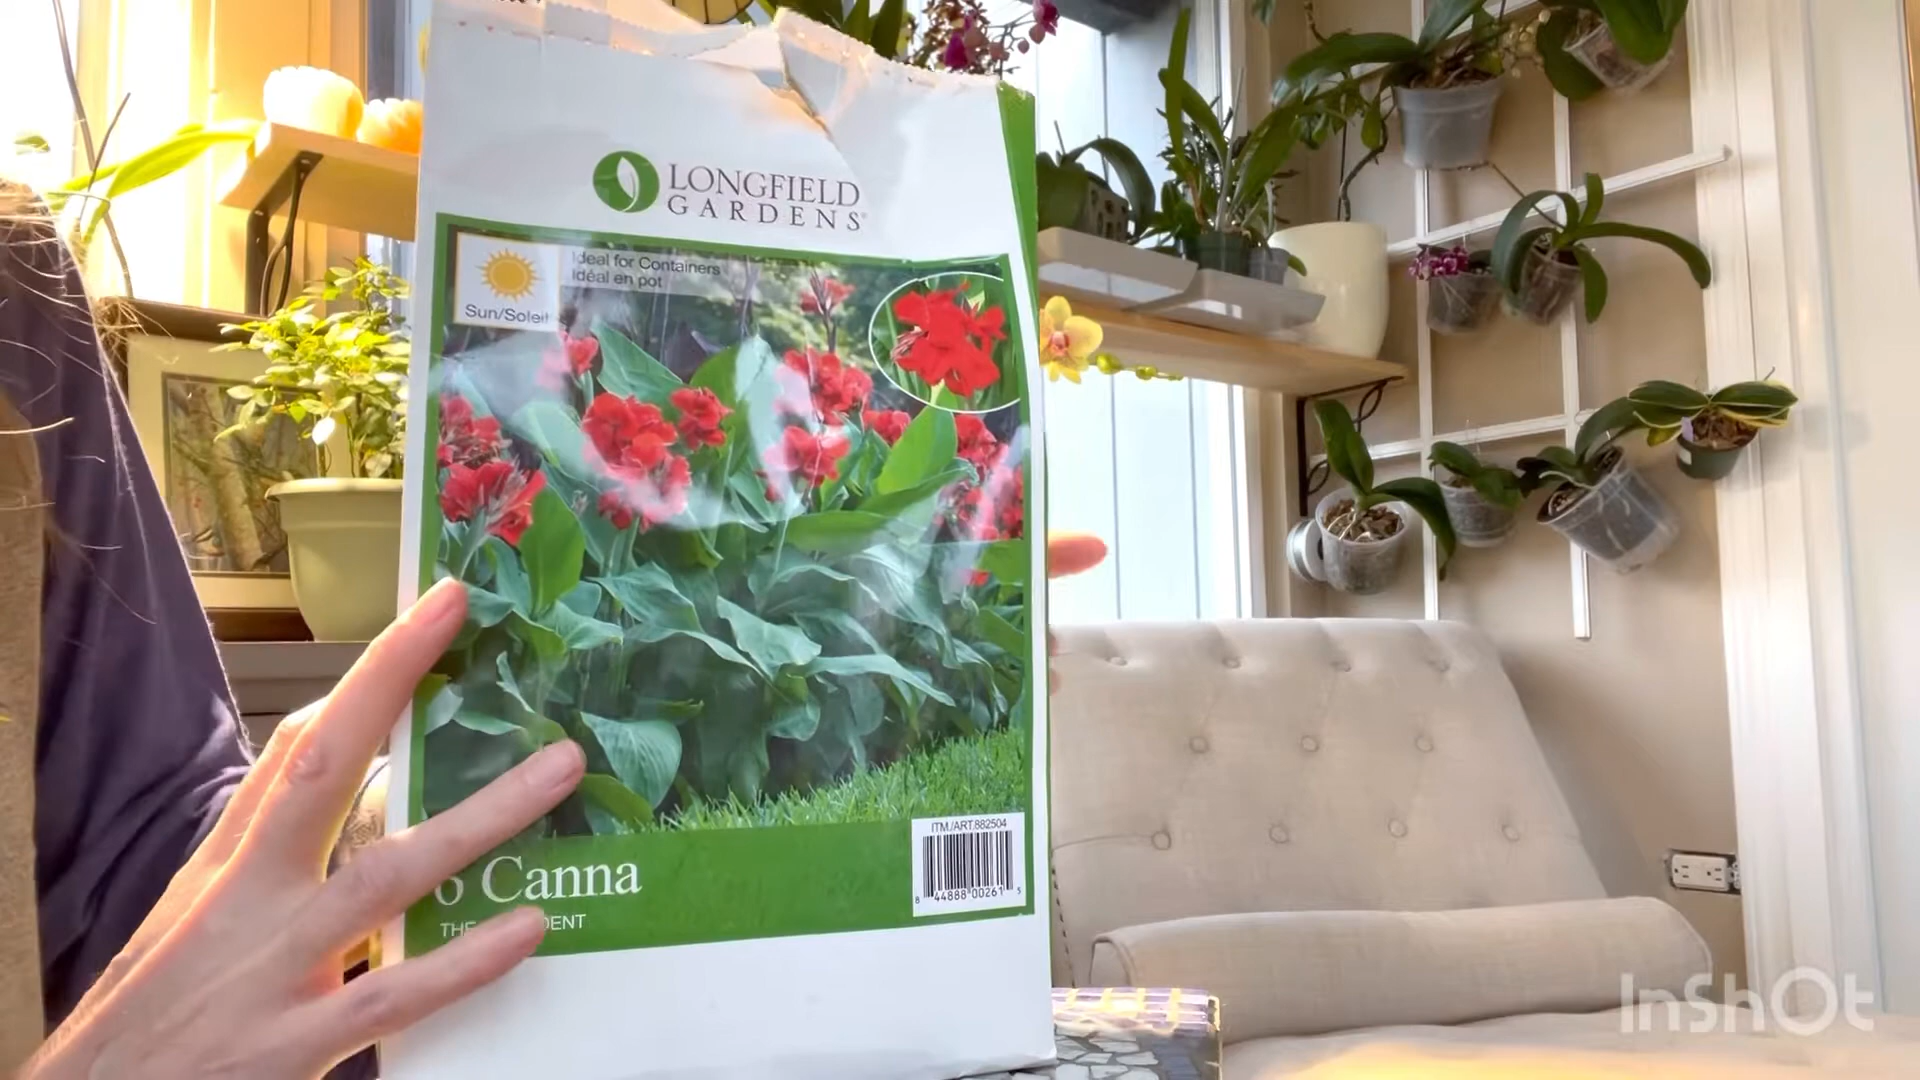 LONGFIELD
GARDENS®
Sun/Soleil
Ideal for Containers
Idéal en pot
ITM./ART.882504
8 44888 00261 5
6 Canna
THE
DENT
InShOt